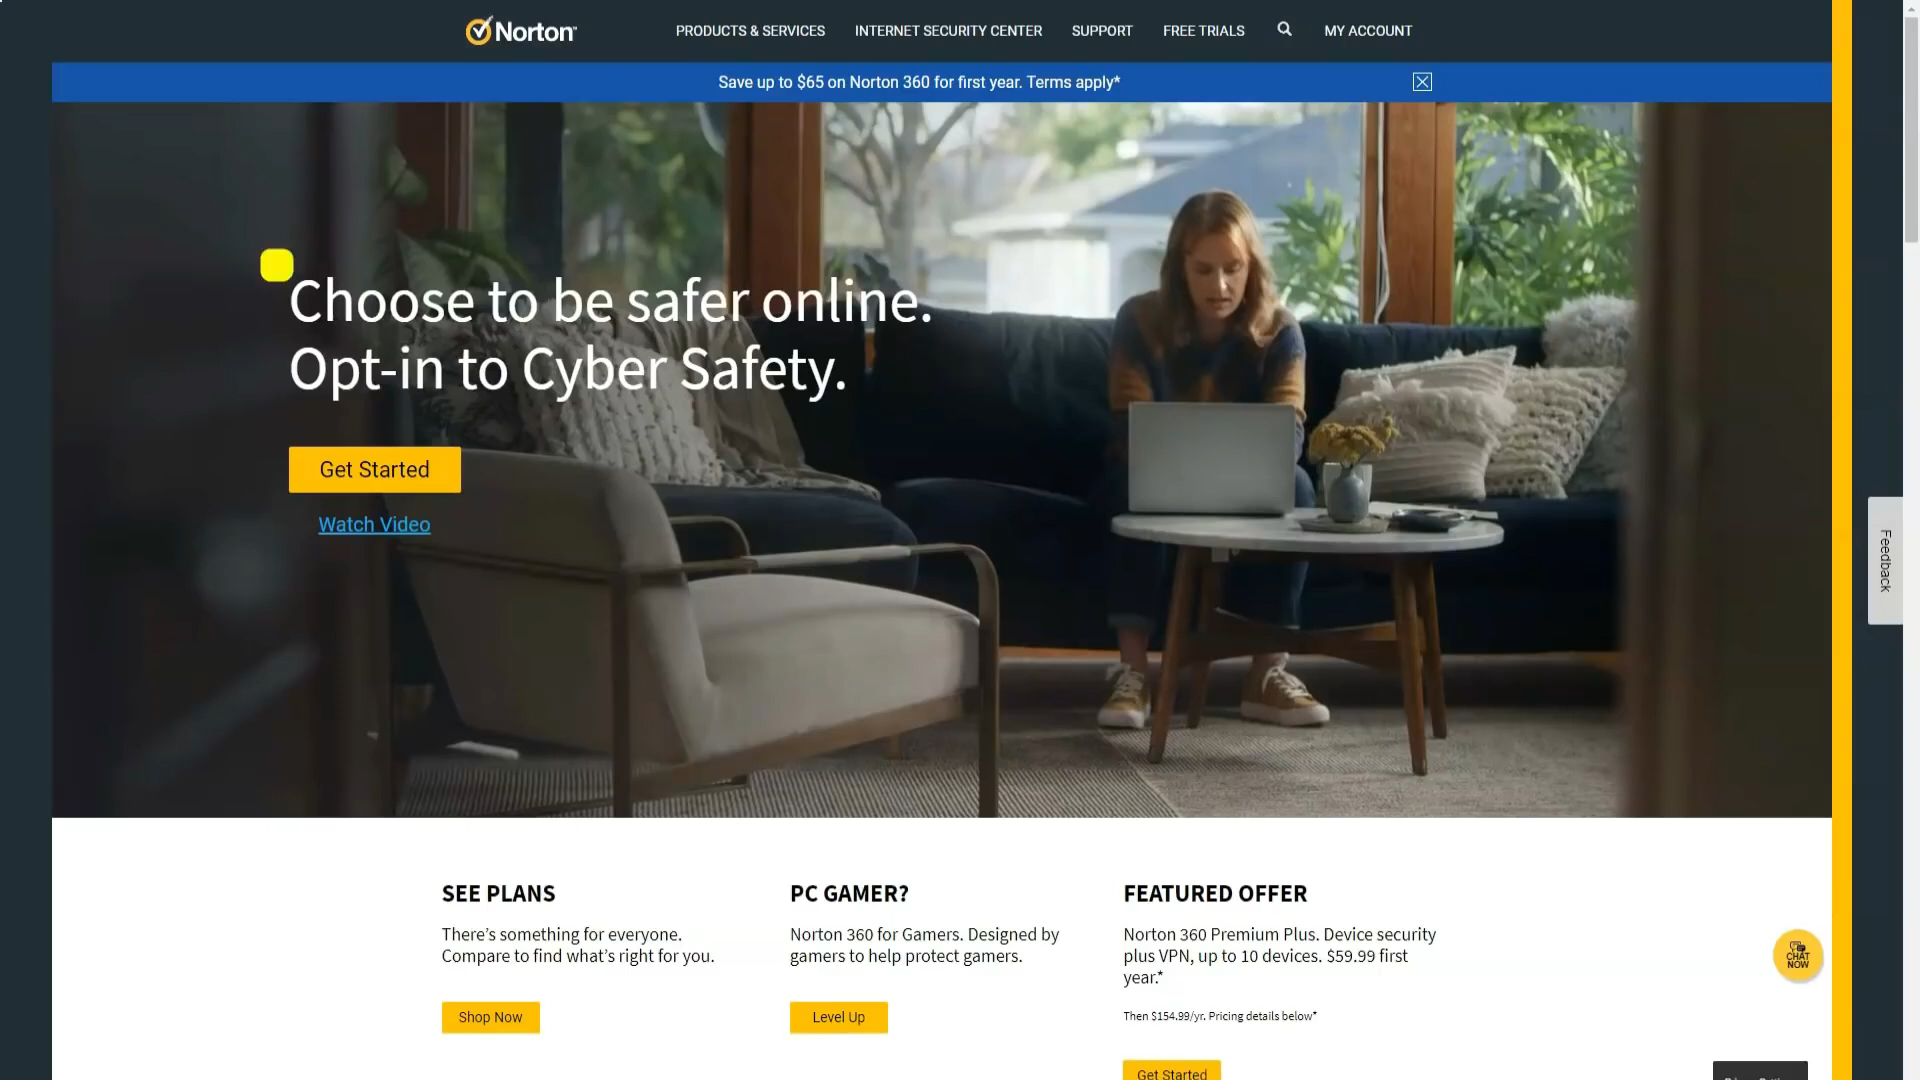 Norton
PRODUCTS & SERVICES
INTERNET SECURITY CENTER
SUPPORT
FREE TRIALS
MY ACCOUNT
Save up to $65 on Norton 360 for first year. Terms apply*
Choose to be safer online.
Opt-in to Cyber Safety.
Get Started
Watch Video
Feedback
SEE PLANS
There's something for everyone.
Compare to find what's right for you.
Shop Now
PC GAMER?
Norton 360 for Gamers. Designed by
gamers to help protect gamers.
Level Up
FEATURED OFFER
Norton 360 Premium Plus. Device security
plus VPN, up to 10 devices. $59.99 first
year.*
Then $154.99/yr. Pricing details below*
Get Started
CHAT
NOW